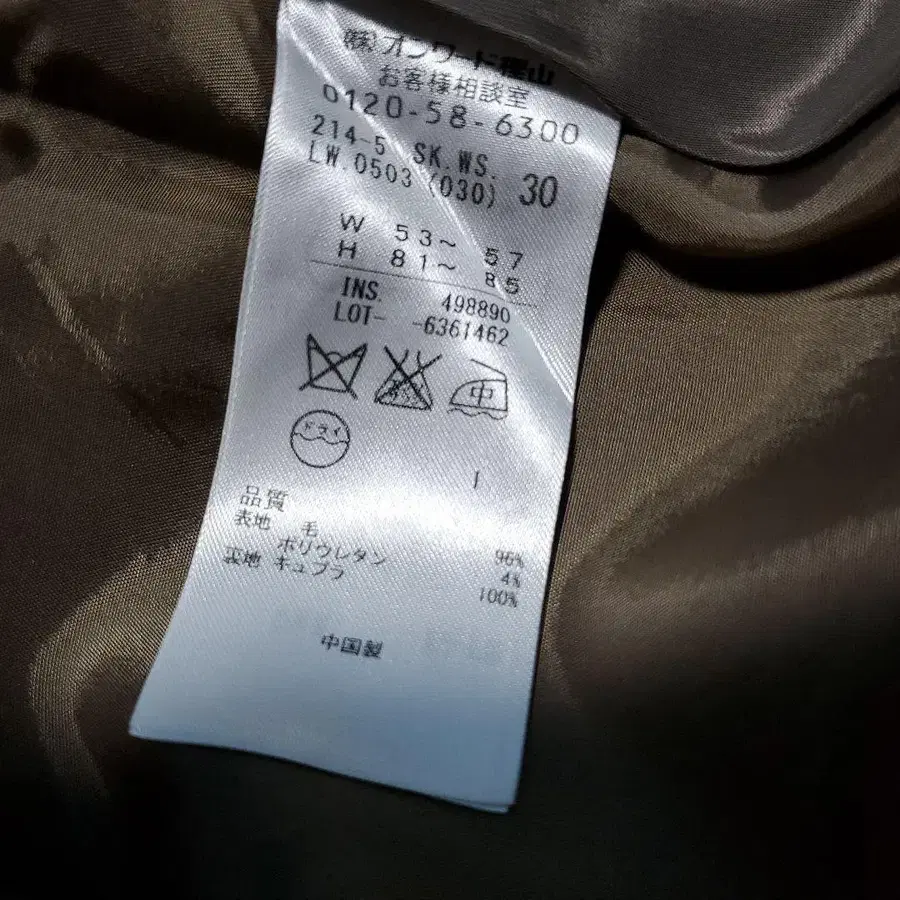 ㈱オンワード樫山
お客様相談室
0120-58-6300
214-5 SK.WS.
LW.0503 (030) 30
W 53〜 57
H 81〜 85
INS. 498890
LOT- -6361462
中
ドライ
I
品質
表地 毛 96%
ポリウレタン 4%
裏地 キュプラ 100%
中国製